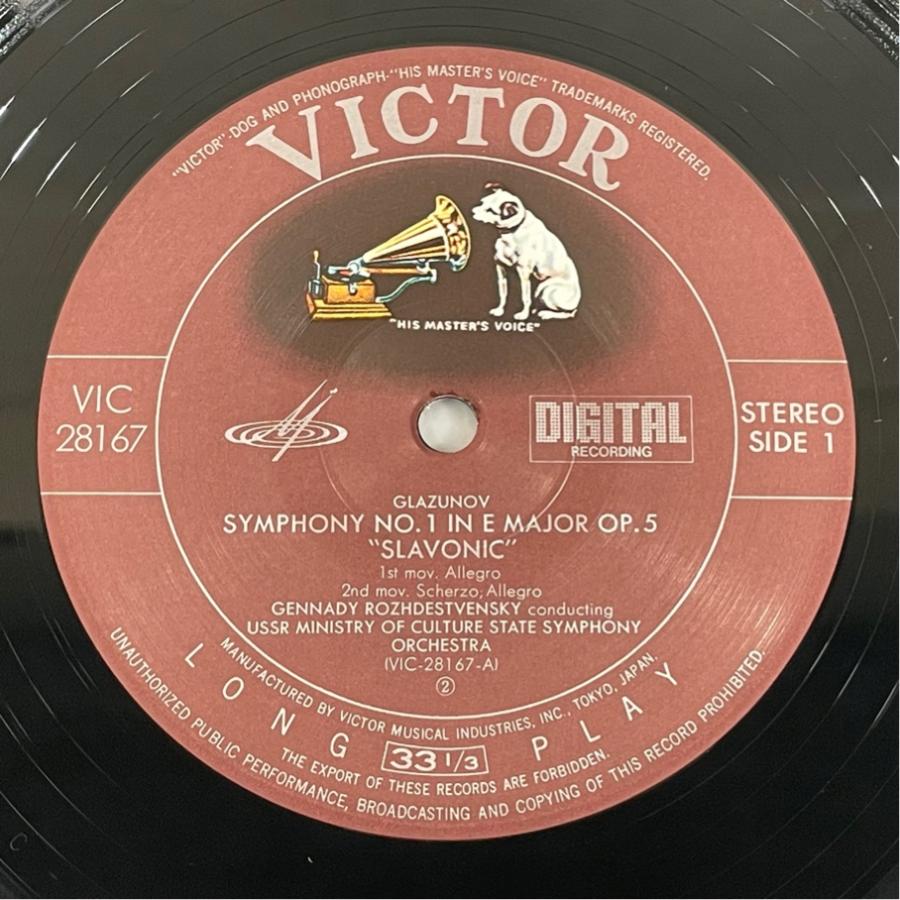 "VICTOR"-DOG AND PHONOGRAPH-"HIS MASTER'S VOICE" TRADEMARKS REGISTERED.
VICTOR
"HIS MASTER'S VOICE"
VIC
28167
DIGITAL
RECORDING
STEREO
SIDE 1
GLAZUNOV
SYMPHONY NO.1 IN E MAJOR OP.5
"SLAVONIC"
1st mov. Allegro
2nd mov. Scherzo; Allegro
GENNADY ROZHDESTVENSKY conducting
USSR MINISTRY OF CULTURE STATE SYMPHONY
ORCHESTRA
(VIC-28167-A)
②
MANUFACTURED BY VICTOR MUSICAL INDUSTRIES, INC., TOKYO, JAPAN.
LONG 33 1/3 PLAY
THE EXPORT OF THESE RECORDS ARE FORBIDDEN.
UNAUTHORIZED PUBLIC PERFORMANCE, BROADCASTING AND COPYING OF THIS RECORD PROHIBITED.